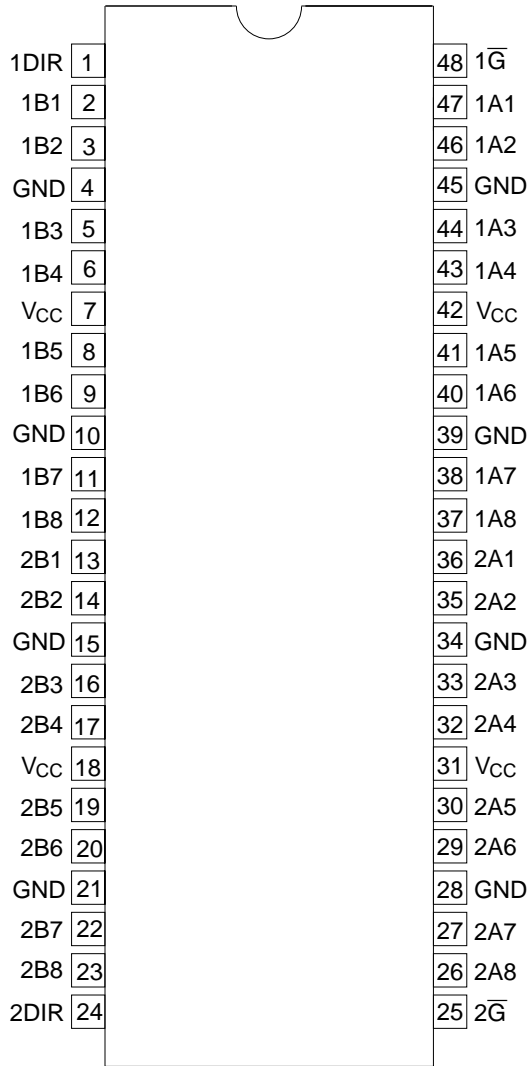 1DIR 1 48 1G̅
1B1 2 47 1A1
1B2 3 46 1A2
GND 4 45 GND
1B3 5 44 1A3
1B4 6 43 1A4
VCC 7 42 VCC
1B5 8 41 1A5
1B6 9 40 1A6
GND 10 39 GND
1B7 11 38 1A7
1B8 12 37 1A8
2B1 13 36 2A1
2B2 14 35 2A2
GND 15 34 GND
2B3 16 33 2A3
2B4 17 32 2A4
VCC 18 31 VCC
2B5 19 30 2A5
2B6 20 29 2A6
GND 21 28 GND
2B7 22 27 2A7
2B8 23 26 2A8
2DIR 24 25 2G̅